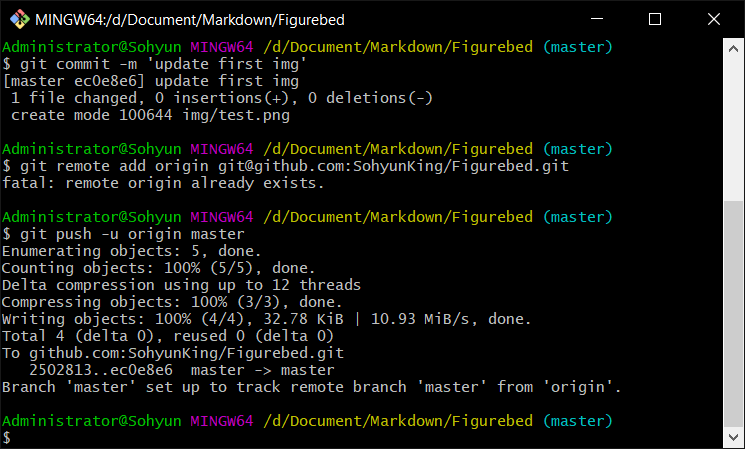 MINGW64:/d/Document/Markdown/Figurebed
Administrator@Sohyun MINGW64 /d/Document/Markdown/Figurebed (master)
$ git commit -m 'update first img'
[master ec0e8e6] update first img
 1 file changed, 0 insertions(+), 0 deletions(-)
 create mode 100644 img/test.png
Administrator@Sohyun MINGW64 /d/Document/Markdown/Figurebed (master)
$ git remote add origin git@github.com:SohyunKing/Figurebed.git
fatal: remote origin already exists.
Administrator@Sohyun MINGW64 /d/Document/Markdown/Figurebed (master)
$ git push -u origin master
Enumerating objects: 5, done.
Counting objects: 100% (5/5), done.
Delta compression using up to 12 threads
Compressing objects: 100% (3/3), done.
Writing objects: 100% (4/4), 32.78 KiB | 10.93 MiB/s, done.
Total 4 (delta 0), reused 0 (delta 0)
To github.com:SohyunKing/Figurebed.git
   2502813..ec0e8e6  master -> master
Branch 'master' set up to track remote branch 'master' from 'origin'.
Administrator@Sohyun MINGW64 /d/Document/Markdown/Figurebed (master)
$